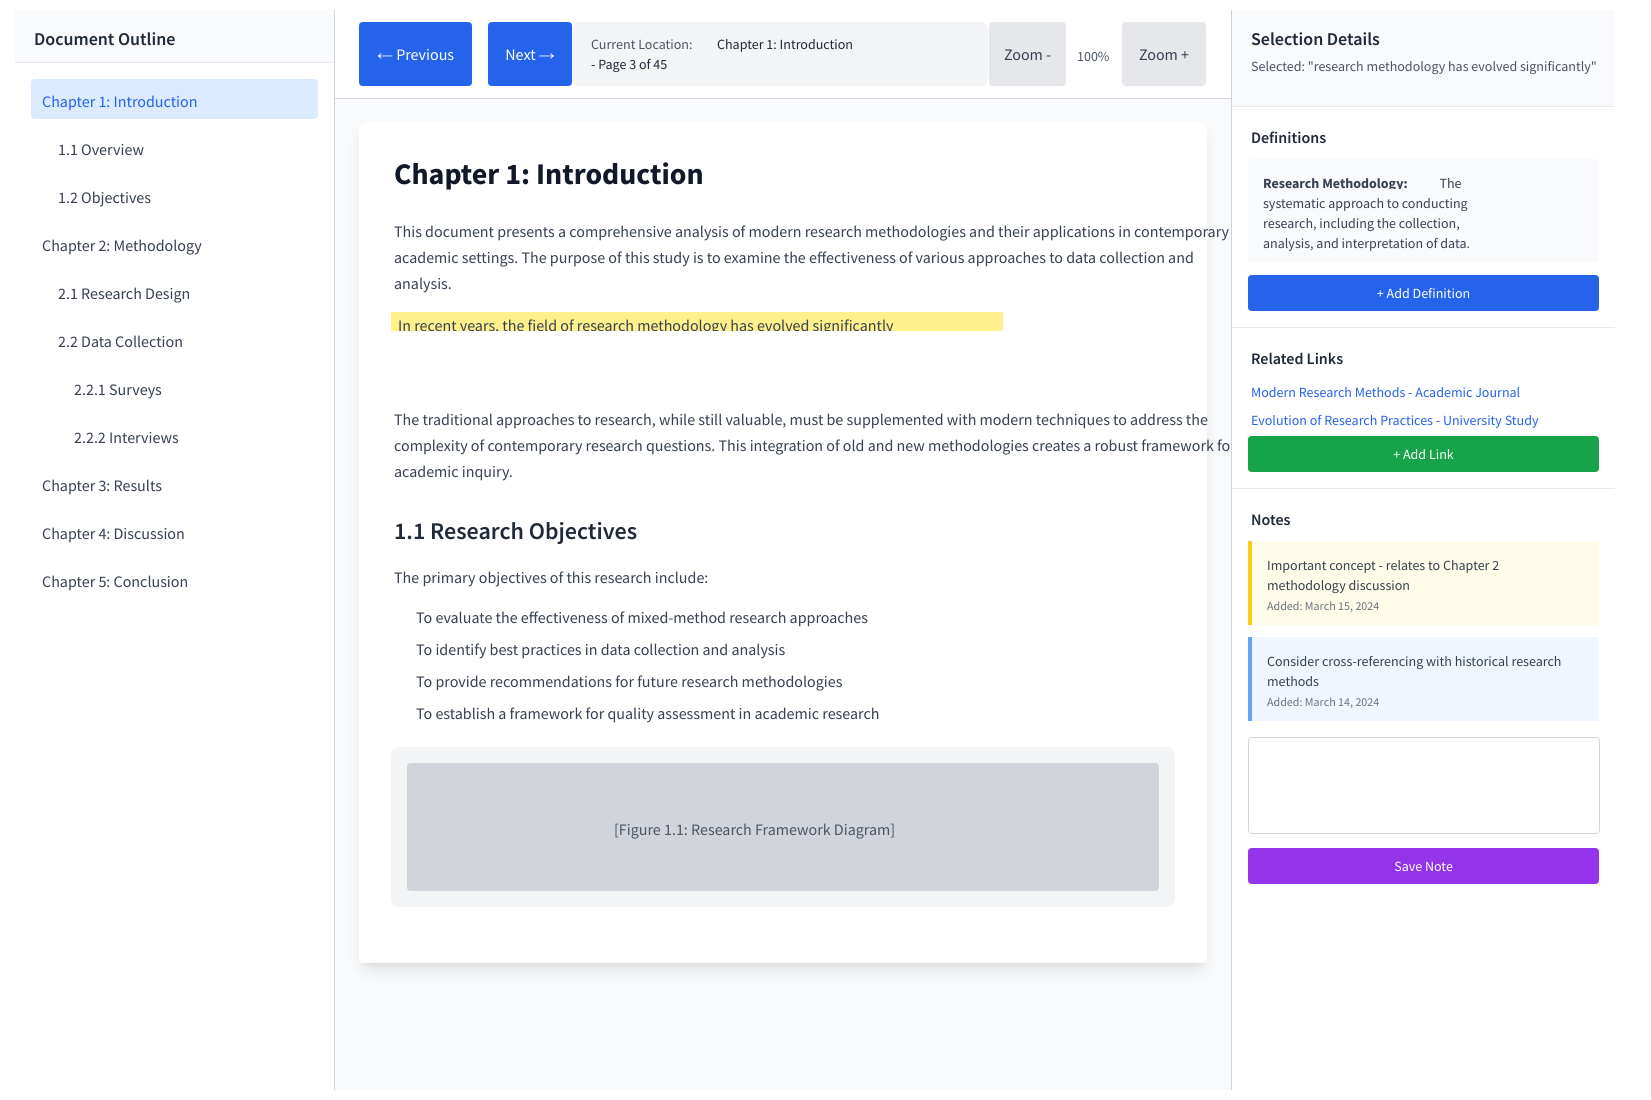 Document Outline
Chapter 1: Introduction
1.1 Overview
1.2 Objectives
Chapter 2: Methodology
2.1 Research Design
2.2 Data Collection
2.2.1 Surveys
2.2.2 Interviews
Chapter 3: Results
Chapter 4: Discussion
Chapter 5: Conclusion
← Previous
Next →
Current Location: Chapter 1: Introduction
- Page 3 of 45
Zoom -
100%
Zoom +
Chapter 1: Introduction
This document presents a comprehensive analysis of modern research methodologies and their applications in contemporary
academic settings. The purpose of this study is to examine the effectiveness of various approaches to data collection and
analysis.
In recent years, the field of research methodology has evolved significantly
The traditional approaches to research, while still valuable, must be supplemented with modern techniques to address the
complexity of contemporary research questions. This integration of old and new methodologies creates a robust framework fo
academic inquiry.
1.1 Research Objectives
The primary objectives of this research include:
To evaluate the effectiveness of mixed-method research approaches
To identify best practices in data collection and analysis
To provide recommendations for future research methodologies
To establish a framework for quality assessment in academic research
[Figure 1.1: Research Framework Diagram]
Selection Details
Selected: "research methodology has evolved significantly"
Definitions
Research Methodology: The
systematic approach to conducting
research, including the collection,
analysis, and interpretation of data.
+ Add Definition
Related Links
Modern Research Methods - Academic Journal
Evolution of Research Practices - University Study
+ Add Link
Notes
Important concept - relates to Chapter 2
methodology discussion
Added: March 15, 2024
Consider cross-referencing with historical research
methods
Added: March 14, 2024
Save Note